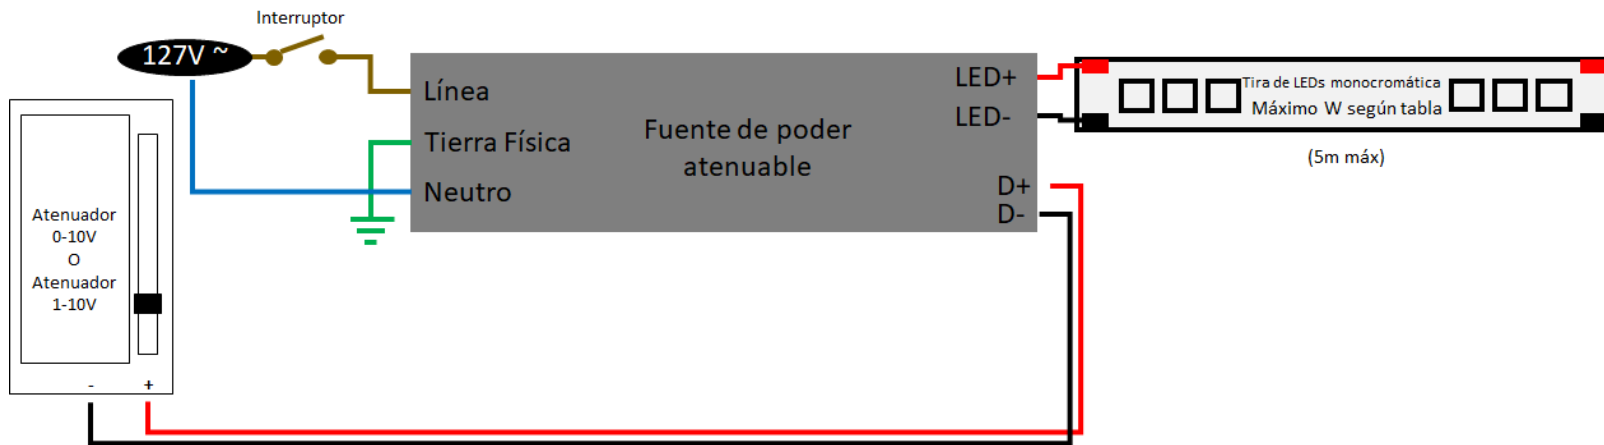 Interruptor
127V ~
Línea
Tierra Física
Neutro
Fuente de poder
atenuable
LED+
LED-
D+
D-
Tira de LEDs monocromática
Máximo W según tabla
(5m máx)
Atenuador
0-10V
O
Atenuador
1-10V
- +